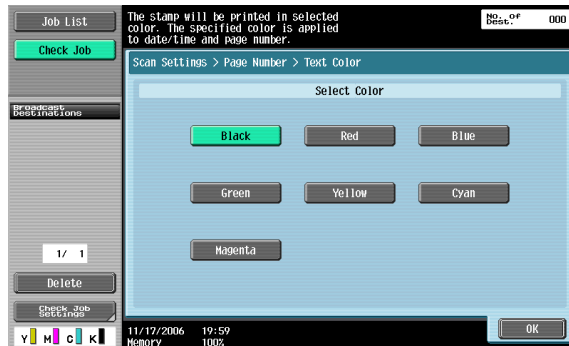 Job List
Check Job
Broadcast
Destinations
1/ 1
Delete
Check Job
Settings
Y M C K
The stamp will be printed in selected
color. The specified color is applied
to date/time and page number.
No. of
Dest.
000
Scan Settings > Page Number > Text Color
Select Color
Black Red Blue
Green Yellow Cyan
Magenta
11/17/2006 19:59
Memory 100%
OK